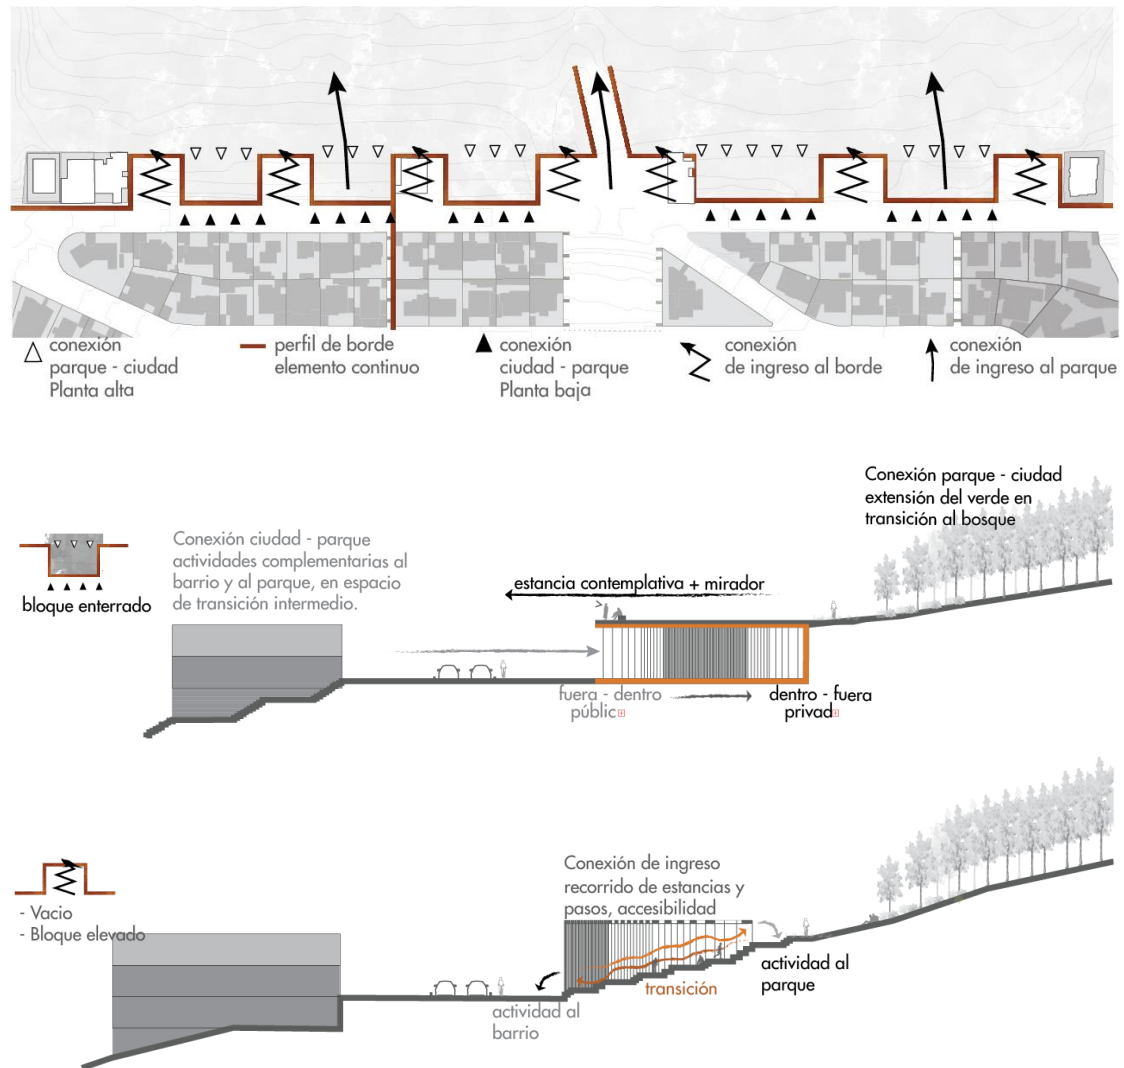 conexión
parque - ciudad
Planta alta
perfil de borde
elemento continuo
conexión
ciudad - parque
Planta baja
conexión
de ingreso al borde
conexión
de ingreso al parque
Conexión parque - ciudad
extensión del verde en
transición al bosque
bloque enterrado
Conexión ciudad - parque
actividades complementarias al
barrio y al parque, en espacio
de transición intermedio.
estancia contemplativa + mirador
fuera - dentro
públic
dentro - fuera
privad
- Vacio
- Bloque elevado
Conexión de ingreso
recorrido de estancias y
pasos, accesibilidad
transición
actividad al
parque
actividad al
barrio